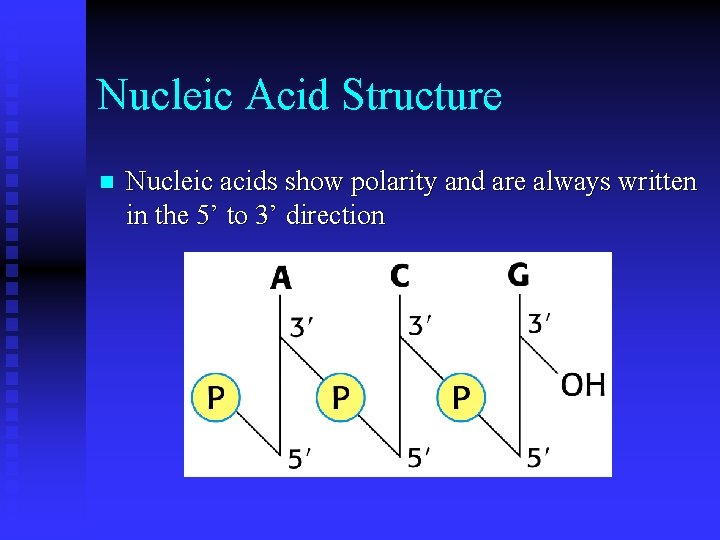 Nucleic Acid Structure
Nucleic acids show polarity and are always written
in the 5’ to 3’ direction
A C G
3′ 3′ 3′
P P P OH
5′ 5′ 5′